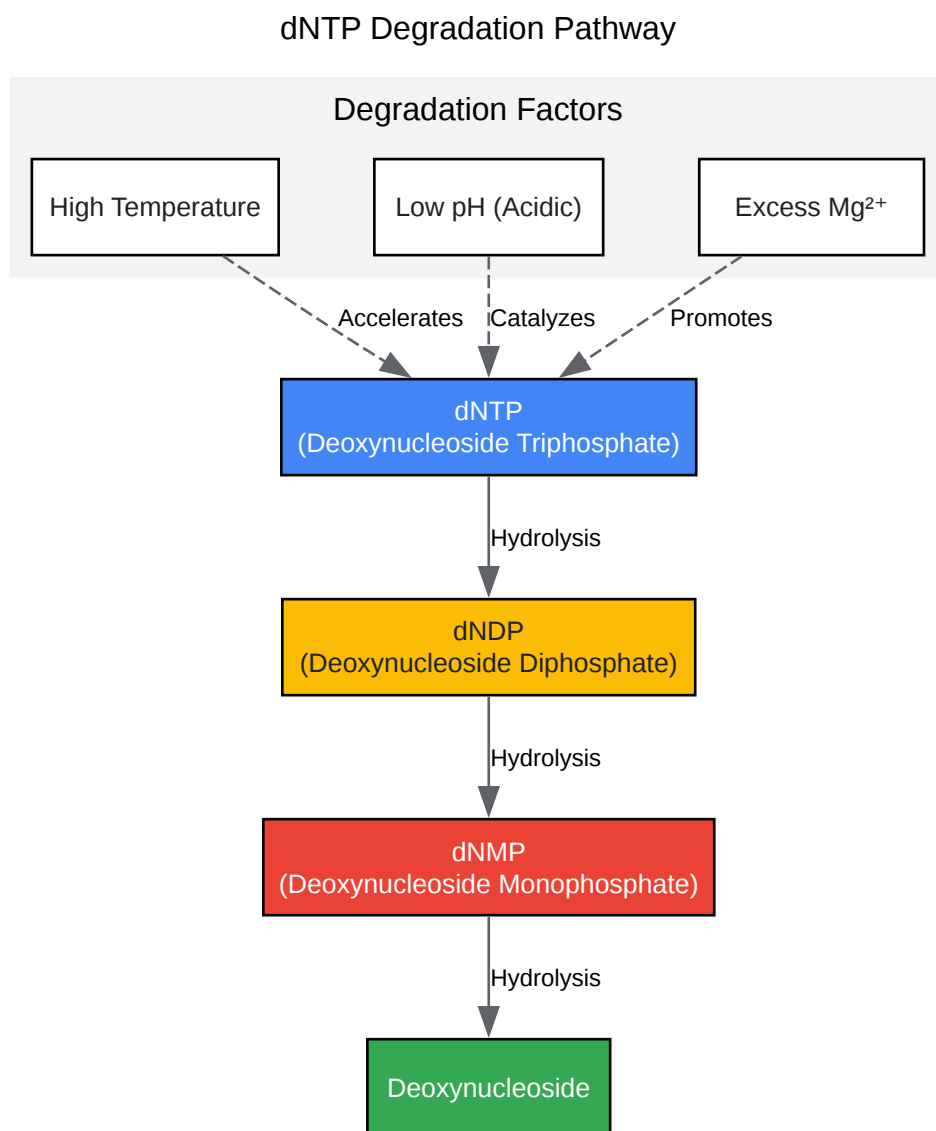 dNTP Degradation Pathway
Degradation Factors
High Temperature
Low pH (Acidic)
Excess Mg²⁺
Accelerates
Catalyzes
Promotes
dNTP
(Deoxynucleoside Triphosphate)
Hydrolysis
dNDP
(Deoxynucleoside Diphosphate)
Hydrolysis
dNMP
(Deoxynucleoside Monophosphate)
Hydrolysis
Deoxynucleoside